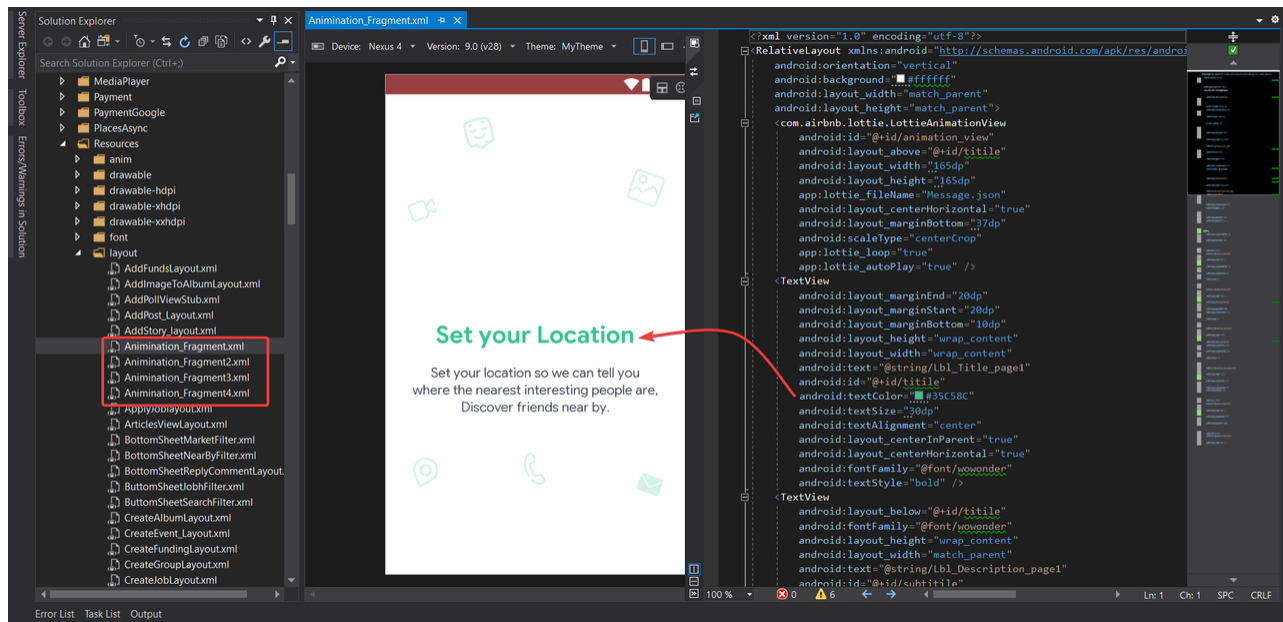 Server Explorer
Toolbox
Errors/Warnings in Solution
Solution Explorer
Search Solution Explorer (Ctrl+;)
MediaPlayer
Payment
PaymentGoogle
PlacesAsync
Resources
anim
drawable
drawable-hdpi
drawable-xhdpi
drawable-xxhdpi
font
layout
AddFundsLayout.xml
AddImageToAlbumLayout.xml
AddPollViewStub.xml
AddPost_Layout.xml
AddStory_layout.xml
Animination_Fragment.xml
Animination_Fragment2.xml
Animination_Fragment3.xml
Animination_Fragment4.xml
ApplyJoblayout.xml
ArticlesViewLayout.xml
BottomSheetMarketFilter.xml
BottomSheetNearByFilter.xml
BottomSheetReplyCommentLayout.
ButtomSheetJobhFilter.xml
ButtomSheetSearchFilter.xml
CreateAlbumLayout.xml
CreateEvent_Layout.xml
CreateFundingLayout.xml
CreateGroupLayout.xml
CreateJobLayout.xml
Error List Task List Output
Animination_Fragment.xml
Device: Nexus 4 Version: 9.0 (v28) Theme: MyTheme
Set your Location
Set your location so we can tell you
where the nearest interesting people are,
Discover friends near by.
<?xml version="1.0" encoding="utf-8"?>
<RelativeLayout xmlns:android="http://schemas.android.com/apk/res/androi
android:orientation="vertical"
android:background="#ffffff"
android:layout_width="match_parent"
android:layout_height="match_parent">
<com.airbnb.lottie.LottieAnimationView
android:id="@+id/animation_view"
android:layout_above="@+id/titile"
android:layout_width="165dp"
android:layout_height="165dp"
app:lottie_fileName="Message.json"
android:layout_centerHorizontal="true"
android:layout_marginBottom="37dp"
android:scaleType="centerCrop"
app:lottie_loop="true"
app:lottie_autoPlay="true" />
<TextView
android:layout_marginEnd="20dp"
android:layout_marginStart="20dp"
android:layout_marginBottom="10dp"
android:layout_height="wrap_content"
android:layout_width="wrap_content"
android:text="@string/Lbl_Title_page1"
android:id="@+id/titile"
android:textColor="#35C58C"
android:textSize="30dp"
android:textAlignment="center"
android:layout_centerInParent="true"
android:layout_centerHorizontal="true"
android:fontFamily="@font/wowonder"
android:textStyle="bold" />
<TextView
android:layout_below="@+id/titile"
android:fontFamily="@font/wowonder"
android:layout_height="wrap_content"
android:layout_width="match_parent"
android:text="@string/Lbl_Description_page1"
android:id="@+id/subtitile"
100 % 0 6 Ln: 1 Ch: 1 SPC CRLF